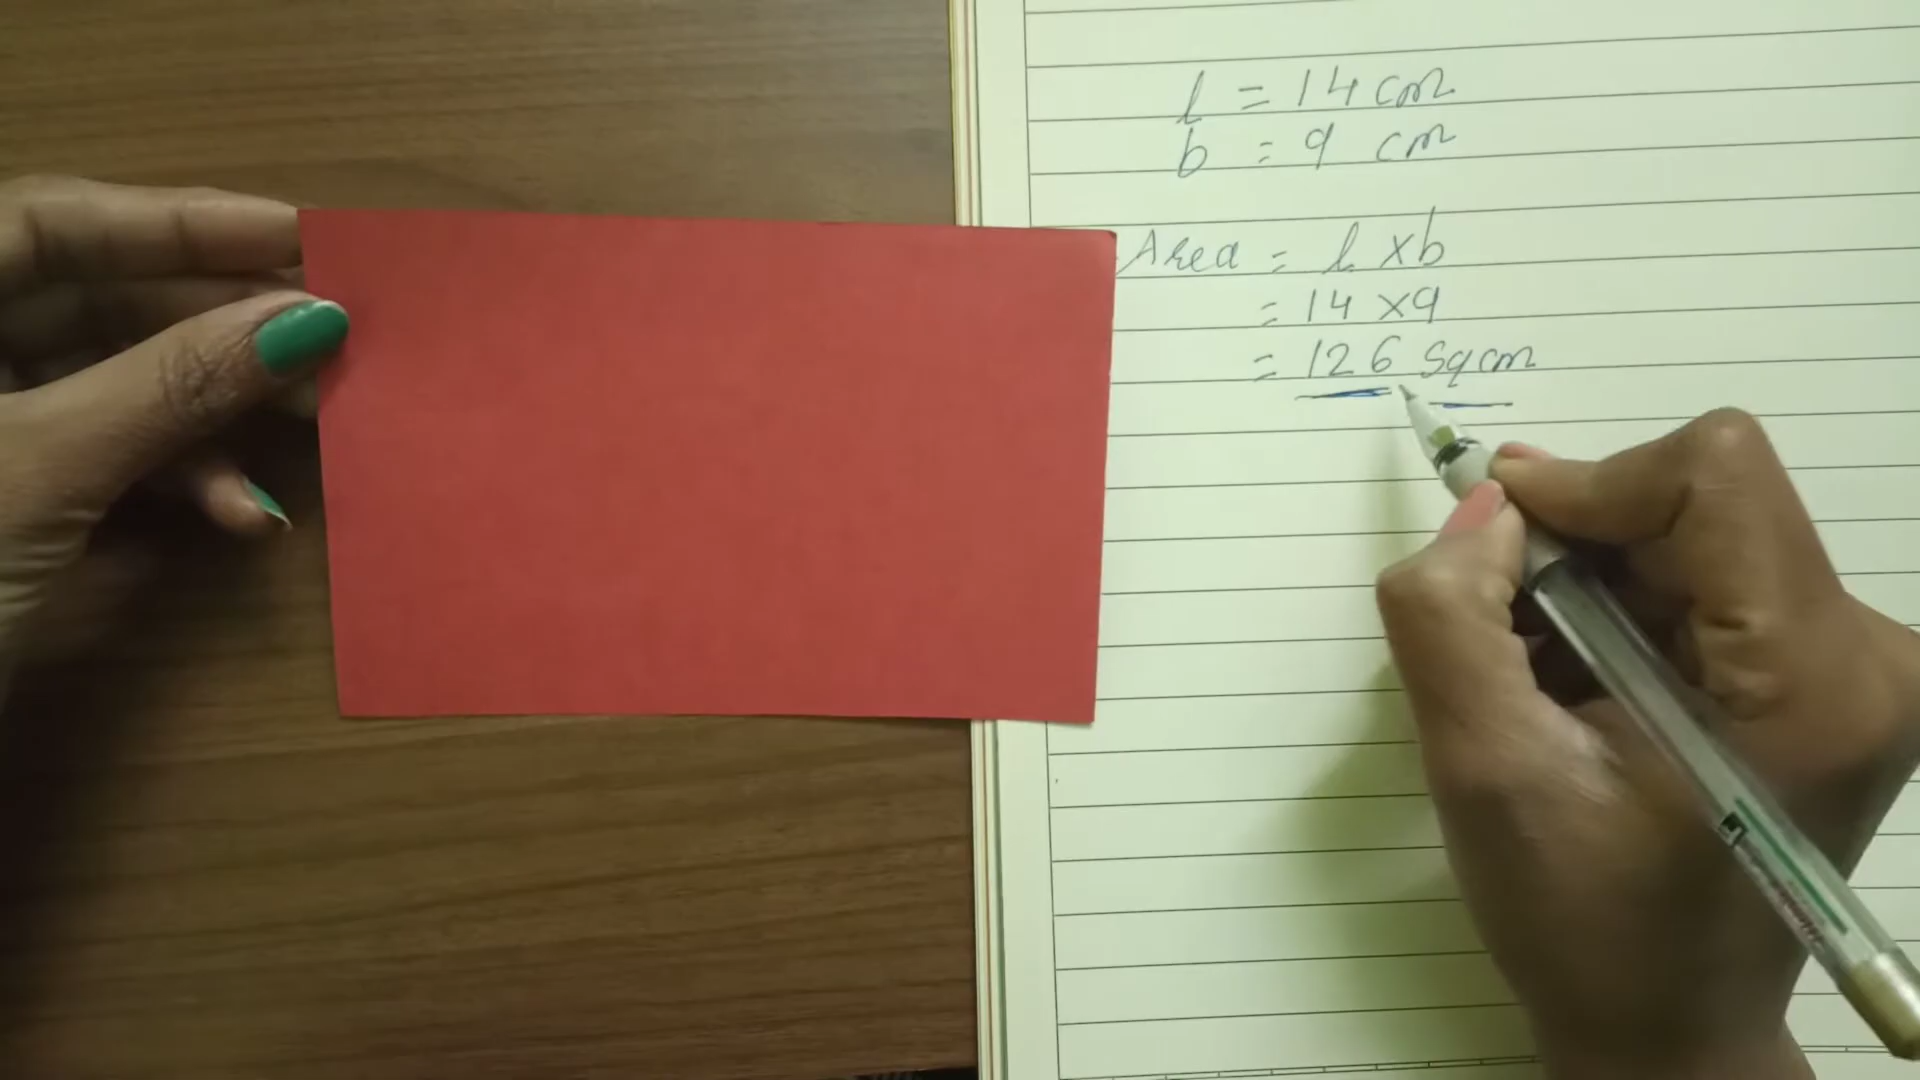 l = 14 cm
b = 9 cm
Area = l x b
= 14 x 9
= 126 Sq cm